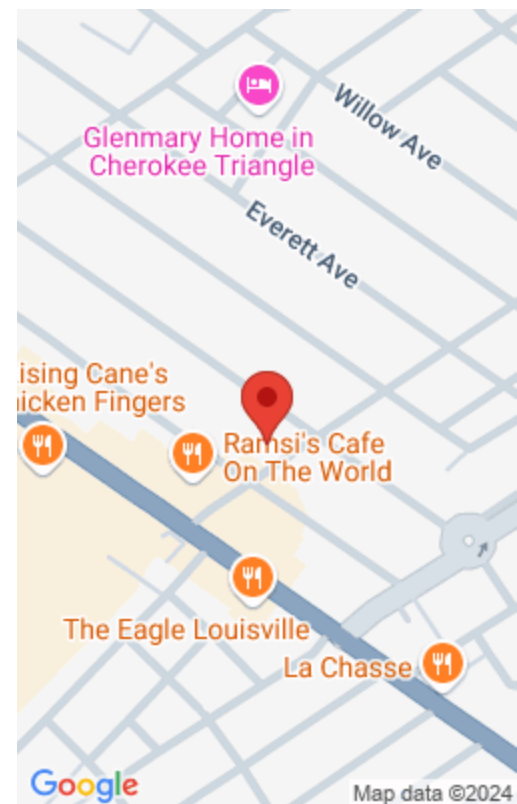 Willow Ave
Glenmary Home in
Cherokee Triangle
Everett Ave
ising Cane's
icken Fingers
Ramsi's Cafe
On The World
The Eagle Louisville
La Chasse
Google
Map data ©2024